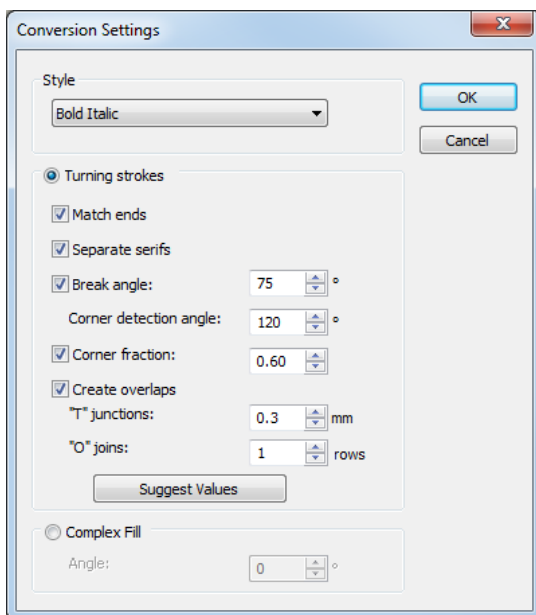 Conversion Settings
Style
Bold Italic
OK
Cancel
Turning strokes
Match ends
Separate serifs
Break angle: 75 °
Corner detection angle: 120 °
Corner fraction: 0.60
Create overlaps
"T" junctions: 0.3 mm
"O" joins: 1 rows
Suggest Values
Complex Fill
Angle: 0 °